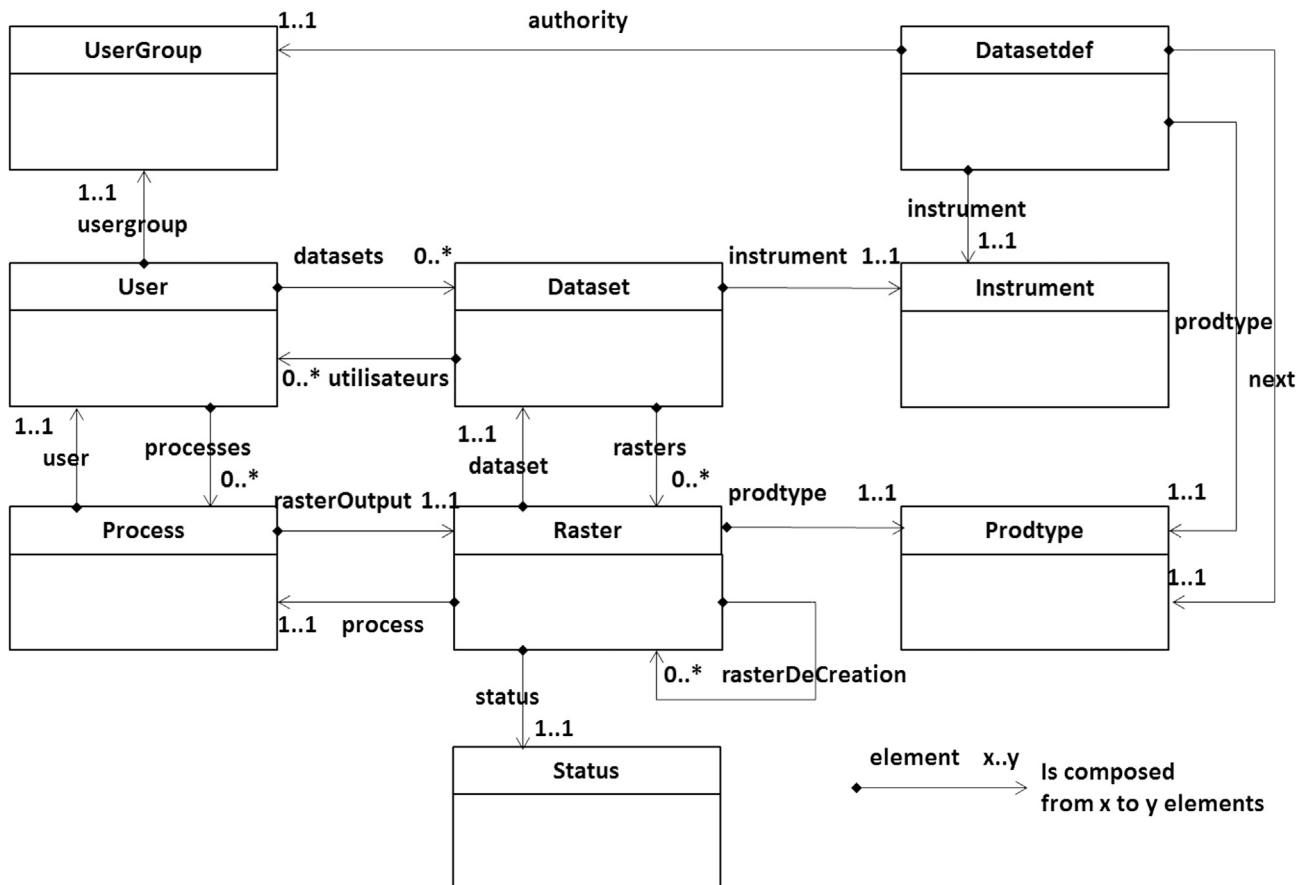 1..1 authority
UserGroup
Datasetdef
1..1
usergroup
instrument
1..1
datasets 0..*
instrument 1..1
User
Dataset
Instrument
prodtype
0..* utilisateurs
next
1..1
user
processes
0..*
1..1
dataset
rasters
0..*
rasterOutput 1..1
prodtype 1..1
1..1
Process
Raster
Prodtype
1..1
1..1 process
0..* rasterDeCreation
status
1..1
Status
element x..y
Is composed
from x to y elements